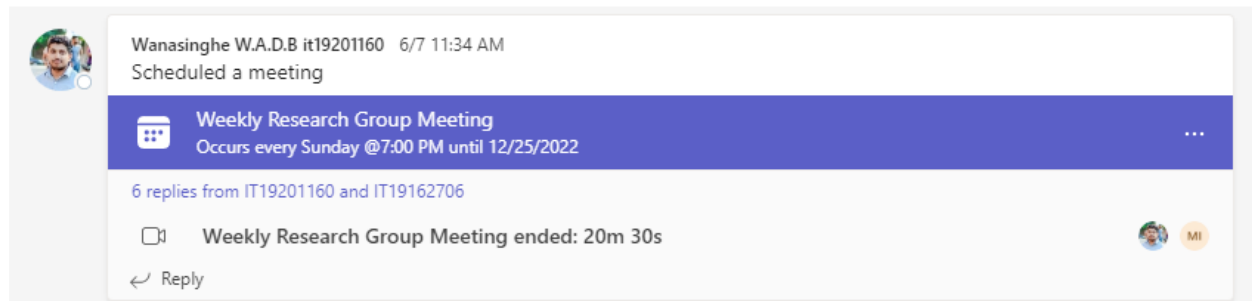 Wanasinghe W.A.D.B it19201160 6/7 11:34 AM
Scheduled a meeting
Weekly Research Group Meeting
Occurs every Sunday @7:00 PM until 12/25/2022
6 replies from IT19201160 and IT19162706
Weekly Research Group Meeting ended: 20m 30s
MI
Reply